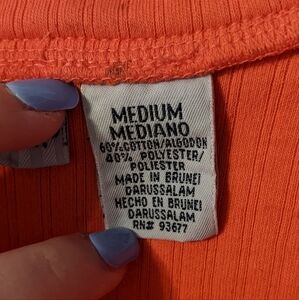 MEDIUM
MEDIANO
60% COTTON/ALGODON
40% POLYESTER/
POLIESTER
MADE IN BRUNEI
DARUSSALAM
HECHO EN BRUNEI
DARUSSALAM
RN# 93677